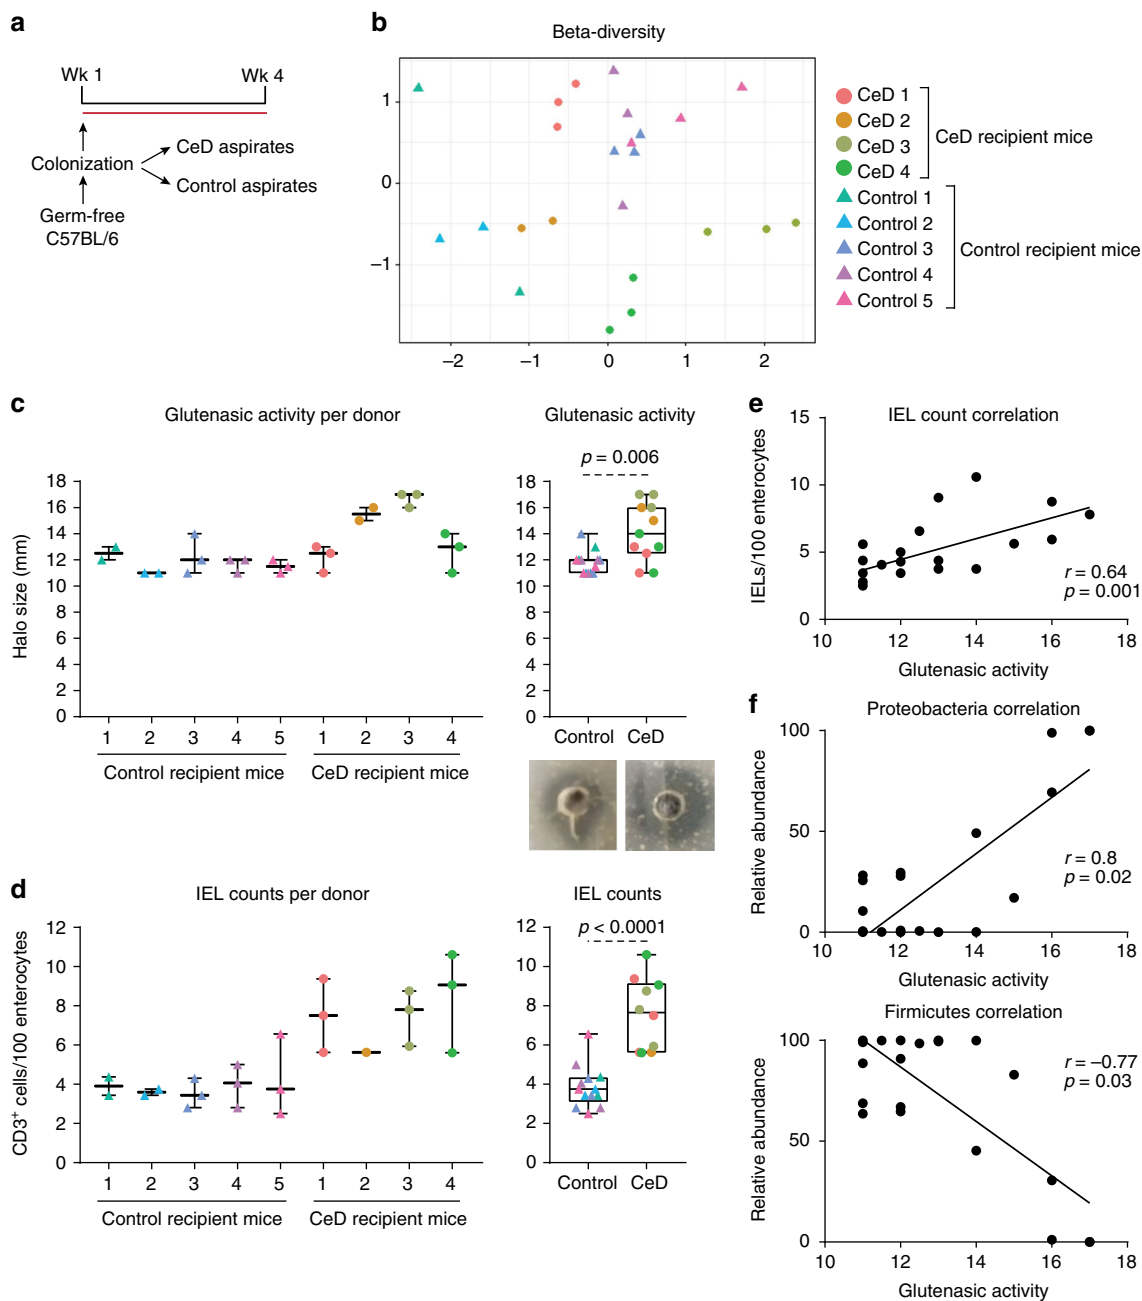 a
Wk 1
Wk 4
Colonization
CeD aspirates
Control aspirates
Germ-free
C57BL/6
b
Beta-diversity
1
0
−1
−2
−1
0
1
2
CeD 1
CeD 2
CeD 3
CeD 4
CeD recipient mice
Control 1
Control 2
Control 3
Control 4
Control 5
Control recipient mice
c
Glutenasic activity per donor
Halo size (mm)
18
16
14
12
10
8
6
4
2
0
1 2 3 4 5 1 2 3 4
Control recipient mice
CeD recipient mice
Glutenasic activity
p = 0.006
18
16
14
12
10
8
6
4
2
0
Control CeD
d
IEL counts per donor
CD3+ cells/100 enterocytes
12
10
8
6
4
2
0
1 2 3 4 5 1 2 3 4
Control recipient mice
CeD recipient mice
IEL counts
p < 0.0001
12
10
8
6
4
2
0
Control CeD
e
IEL count correlation
IELs/100 enterocytes
15
10
5
0
r = 0.64
p = 0.001
10 12 14 16 18
Glutenasic activity
f
Proteobacteria correlation
Relative abundance
100
50
0
r = 0.8
p = 0.02
10 12 14 16 18
Glutenasic activity
Firmicutes correlation
Relative abundance
100
50
0
r = −0.77
p = 0.03
10 12 14 16 18
Glutenasic activity